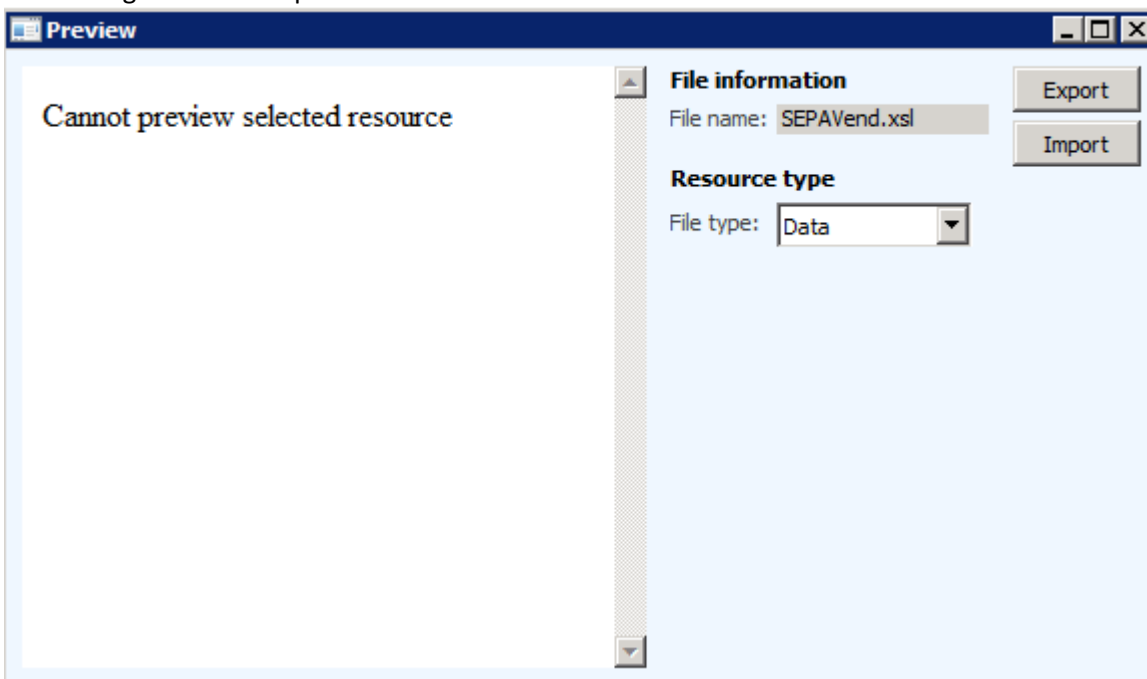 Preview
Cannot preview selected resource
File information
File name: SEPAVend.xsl
Resource type
File type: Data
Export
Import